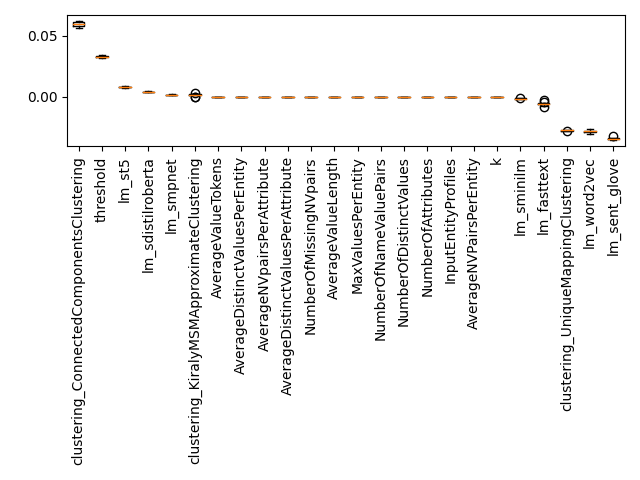 0.05
0.00
clustering_ConnectedComponentsClustering
threshold
lm_st5
lm_sdistilroberta
lm_smpnet
clustering_KiralyMSMApproximateClustering
AverageValueTokens
AverageDistinctValuesPerEntity
AverageNVpairsPerAttribute
AverageDistinctValuesPerAttribute
NumberOfMissingNVpairs
AverageValueLength
MaxValuesPerEntity
NumberOfNameValuePairs
NumberOfDistinctValues
NumberOfAttributes
InputEntityProfiles
AverageNVPairsPerEntity
k
lm_sminilm
lm_fasttext
clustering_UniqueMappingClustering
lm_word2vec
lm_sent_glove